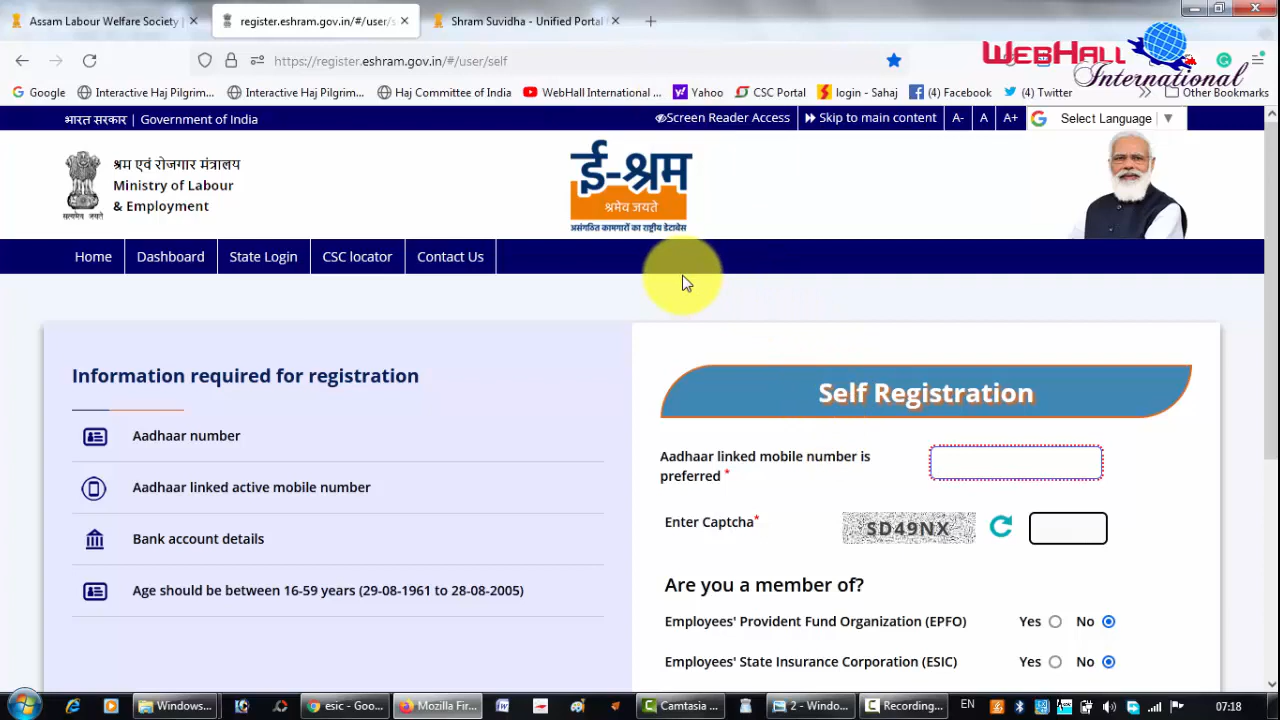 Assam Labour Welfare Society |
register.eshram.gov.in/#/user/s
Shram Suvidha - Unified Portal
https://register.eshram.gov.in/#/user/self
WEBHALL
International
Google
Interactive Haj Pilgrim...
Interactive Haj Pilgrim...
Haj Committee of India
WebHall International ...
Yahoo
CSC Portal
login - Sahaj
(4) Facebook
(4) Twitter
Other Bookmarks
भारत सरकार | Government of India
Screen Reader Access
Skip to main content
A-
A
A+
Select Language
श्रम एवं रोजगार मंत्रालय
Ministry of Labour
& Employment
सत्यमेव जयते
ई-श्रम
श्रमेव जयते
असंगठित कामगारों का राष्ट्रीय डेटाबेस
Home
Dashboard
State Login
CSC locator
Contact Us
Information required for registration
Aadhaar number
Aadhaar linked active mobile number
Bank account details
Age should be between 16-59 years (29-08-1961 to 28-08-2005)
Self Registration
Aadhaar linked mobile number is
preferred *
Enter Captcha*
SD49NX
Are you a member of?
Employees' Provident Fund Organization (EPFO) Yes No
Employees' State Insurance Corporation (ESIC) Yes No
Windows...
esic - Goo...
Mozilla Fir...
Camtasia ...
2 - Windo...
Recording...
EN
07:18